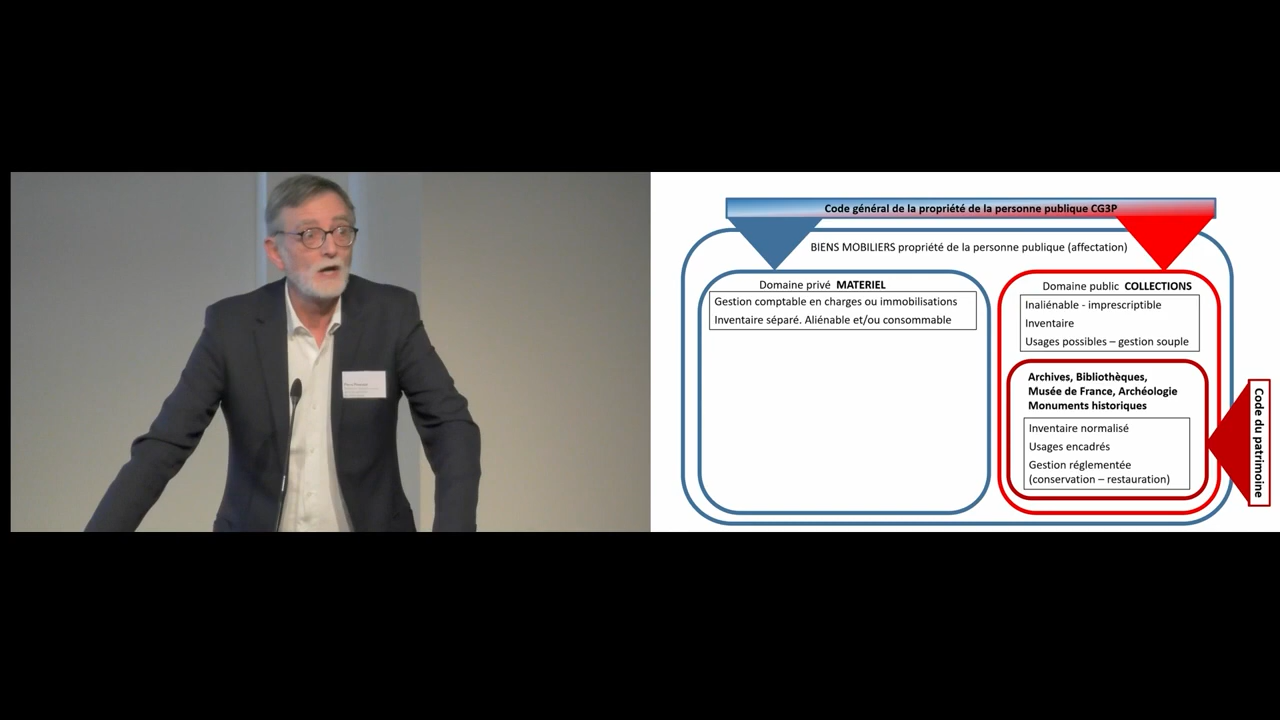 Code général de la propriété de la personne publique CG3P
BIENS MOBILIERS propriété de la personne publique (affectation)
Domaine privé MATERIEL
Gestion comptable en charges ou immobilisations
Inventaire séparé. Aliénable et/ou consommable
Domaine public COLLECTIONS
Inaliénable - imprescriptible
Inventaire
Usages possibles – gestion souple
Archives, Bibliothèques,
Musée de France, Archéologie
Monuments historiques
Inventaire normalisé
Usages encadrés
Gestion réglementée
(conservation – restauration)
Code du patrimoine